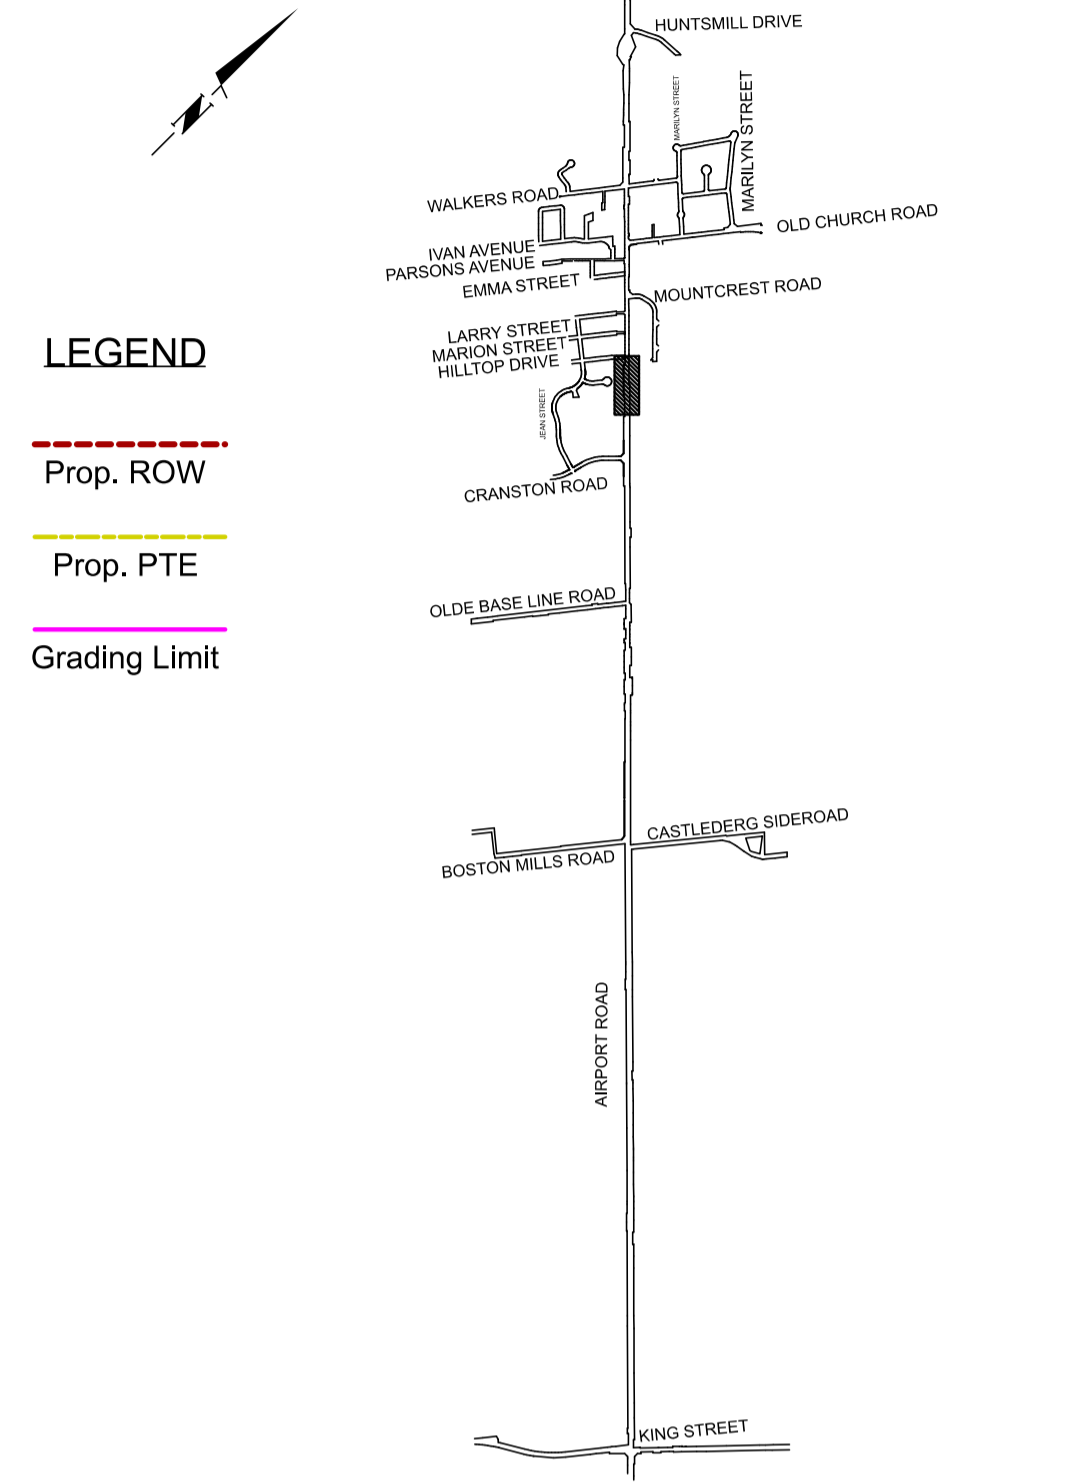 HUNTSMILL DRIVE
MARILYN STREET
MARILYN STREET
WALKERS ROAD
OLD CHURCH ROAD
IVAN AVENUE
PARSONS AVENUE
EMMA STREET
MOUNTCREST ROAD
LARRY STREET
MARION STREET
HILLTOP DRIVE
JEAN STREET
CRANSTON ROAD
OLDE BASE LINE ROAD
CASTLEDERG SIDEROAD
BOSTON MILLS ROAD
AIRPORT ROAD
KING STREET
N
LEGEND
Prop. ROW
Prop. PTE
Grading Limit